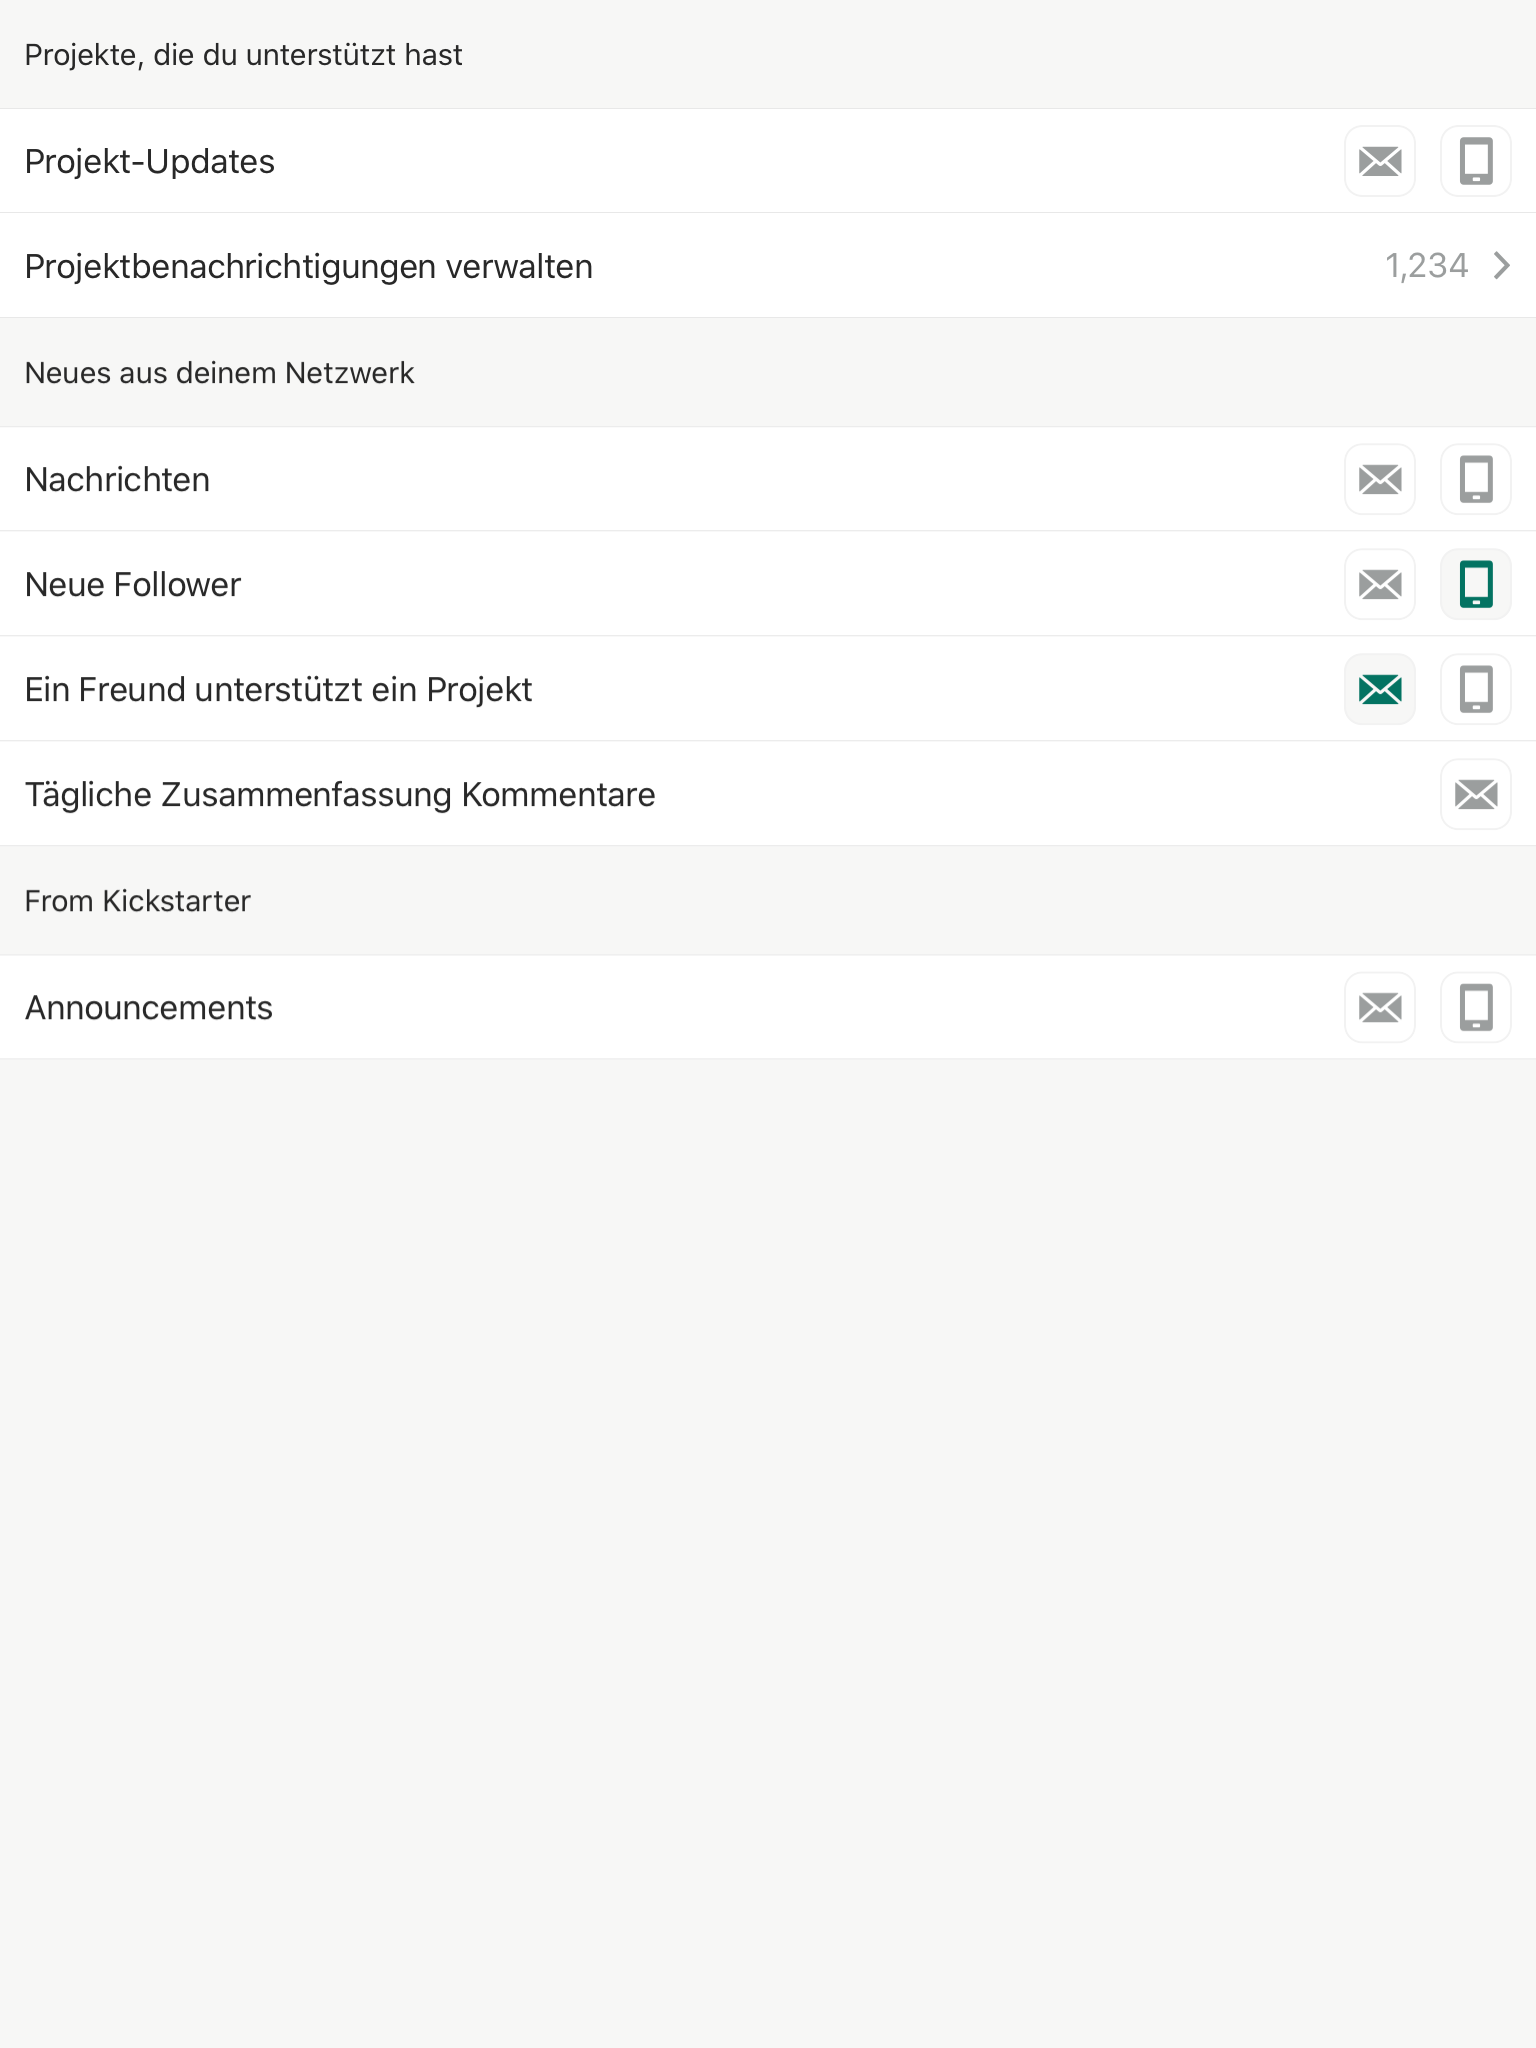 Projekte, die du unterstützt hast
Projekt-Updates
Projektbenachrichtigungen verwalten 1,234
Neues aus deinem Netzwerk
Nachrichten
Neue Follower
Ein Freund unterstützt ein Projekt
Tägliche Zusammenfassung Kommentare
From Kickstarter
Announcements